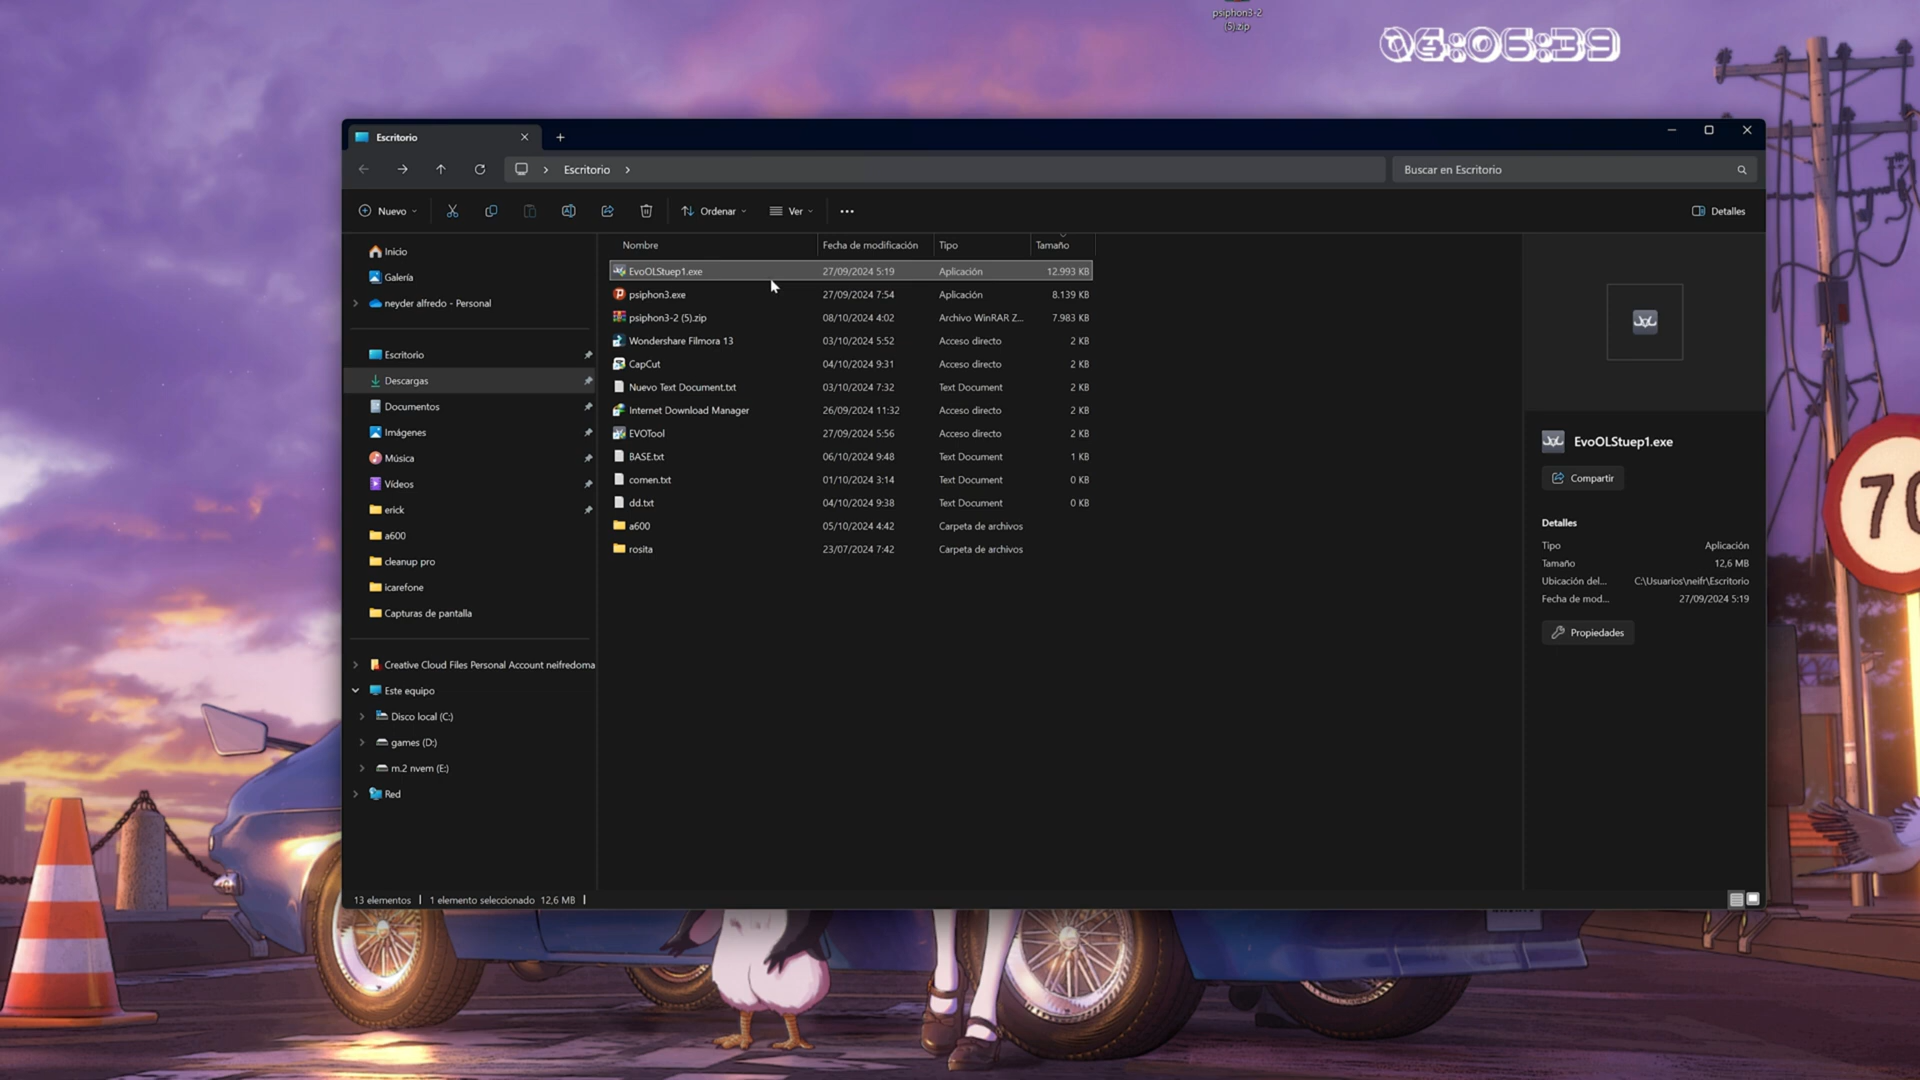 psiphon3-2
(5).zip
06:06:39
Escritorio
Escritorio
Buscar en Escritorio
Nuevo
Ordenar
Ver
Detalles
Inicio
Galería
neyder alfredo - Personal
Escritorio
Descargas
Documentos
Imágenes
Música
Vídeos
erick
a600
cleanup pro
icarefone
Capturas de pantalla
Creative Cloud Files Personal Account neifredoma
Este equipo
Disco local (C:)
games (D:)
m.2 nvem (E:)
Red
Nombre Fecha de modificación Tipo Tamaño
EvoOLStuep1.exe 27/09/2024 5:19 Aplicación 12.993 KB
psiphon3.exe 27/09/2024 7:54 Aplicación 8.139 KB
psiphon3-2 (5).zip 08/10/2024 4:02 Archivo WinRAR Z... 7.983 KB
Wondershare Filmora 13 03/10/2024 5:52 Acceso directo 2 KB
CapCut 04/10/2024 9:31 Acceso directo 2 KB
Nuevo Text Document.txt 03/10/2024 7:32 Text Document 2 KB
Internet Download Manager 26/09/2024 11:32 Acceso directo 2 KB
EVOTool 27/09/2024 5:56 Acceso directo 2 KB
BASE.txt 06/10/2024 9:48 Text Document 1 KB
comen.txt 01/10/2024 3:14 Text Document 0 KB
dd.txt 04/10/2024 9:38 Text Document 0 KB
a600 05/10/2024 4:42 Carpeta de archivos
rosita 23/07/2024 7:42 Carpeta de archivos
EvoOLStuep1.exe
Compartir
Detalles
Tipo Aplicación
Tamaño 12,6 MB
Ubicación del... C:\Usuarios\neifr\Escritorio
Fecha de mod... 27/09/2024 5:19
Propiedades
13 elementos 1 elemento seleccionado 12,6 MB
70